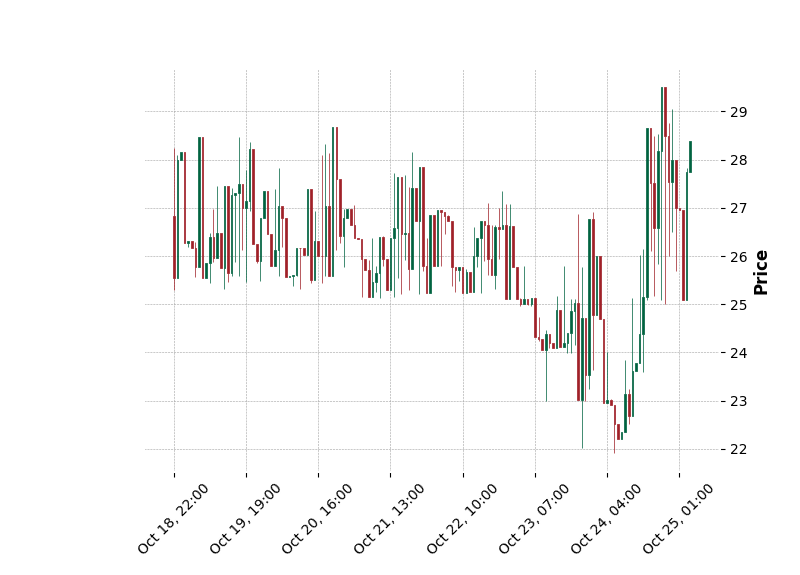 29
28
27
26
25
24
23
22
Price
Oct 18, 22:00
Oct 19, 19:00
Oct 20, 16:00
Oct 21, 13:00
Oct 22, 10:00
Oct 23, 07:00
Oct 24, 04:00
Oct 25, 01:00